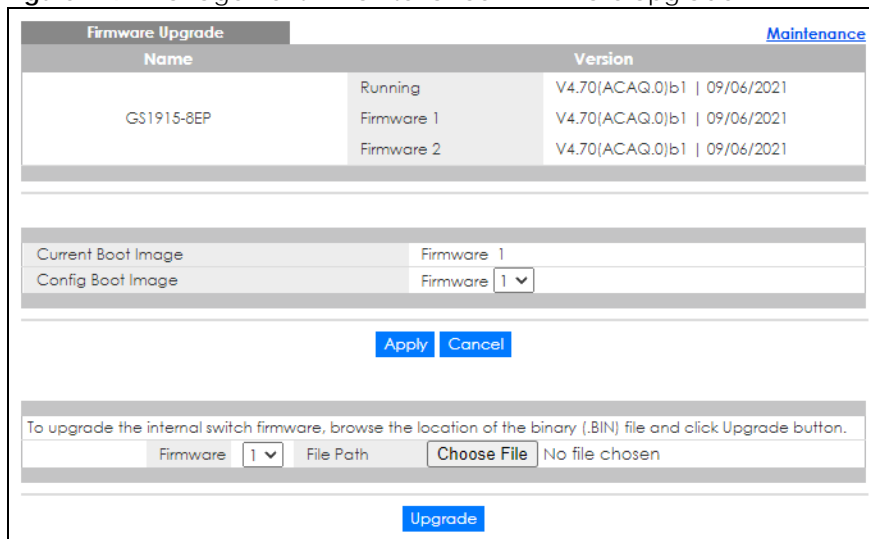 Firmware Upgrade Maintenance
Name Version
Running V4.70(ACAQ.0)b1 | 09/06/2021
GS1915-8EP Firmware 1 V4.70(ACAQ.0)b1 | 09/06/2021
Firmware 2 V4.70(ACAQ.0)b1 | 09/06/2021
Current Boot Image Firmware 1
Config Boot Image Firmware 1
Apply Cancel
To upgrade the internal switch firmware, browse the location of the binary (.BIN) file and click Upgrade button.
Firmware 1 File Path Choose File No file chosen
Upgrade